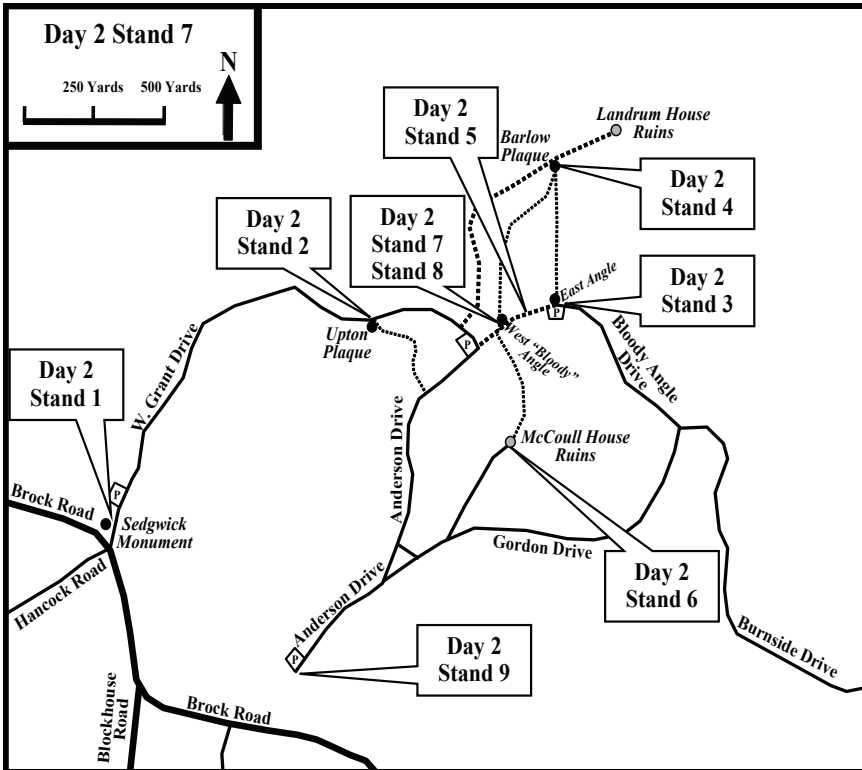 Day 2 Stand 7
N
250 Yards
500 Yards
Day 2
Stand 5
Landrum House
Ruins
Barlow
Plaque
Day 2
Stand 4
Day 2
Stand 2
Day 2
Stand 7
Stand 8
East Angle
P
Day 2
Stand 3
Upton
Plaque
P
West "Bloody"
Angle
Bloody Angle
Drive
W. Grant Drive
Day 2
Stand 1
McCoull House
Ruins
Anderson Drive
P
Brock Road
Sedgwick
Monument
Hancock Road
Gordon Drive
Day 2
Stand 6
Anderson Drive
P
Day 2
Stand 9
Burnside Drive
Blockhouse
Road
Brock Road